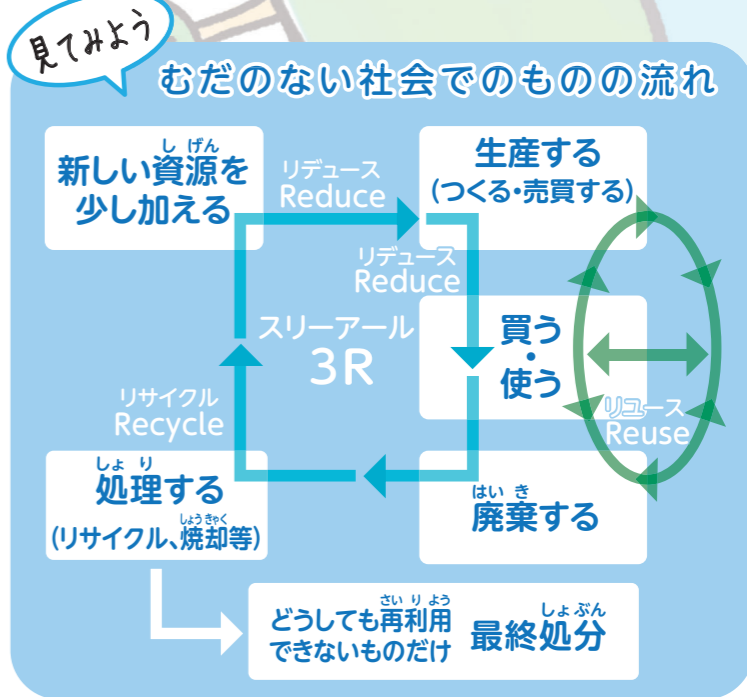 見てみよう
むだのない社会でのものの流れ
新しい資源を
しげん
少し加える
リデュース
Reduce
生産する
(つくる・売買する)
リデュース
Reduce
スリーアール
3R
買う
・
使う
リユース
Reuse
リサイクル
Recycle
しょり
処理する
(リサイクル、焼却等)
しょうきゃく
はいき
廃棄する
さいりよう
どうしても再利用
できないものだけ
しょぶん
最終処分